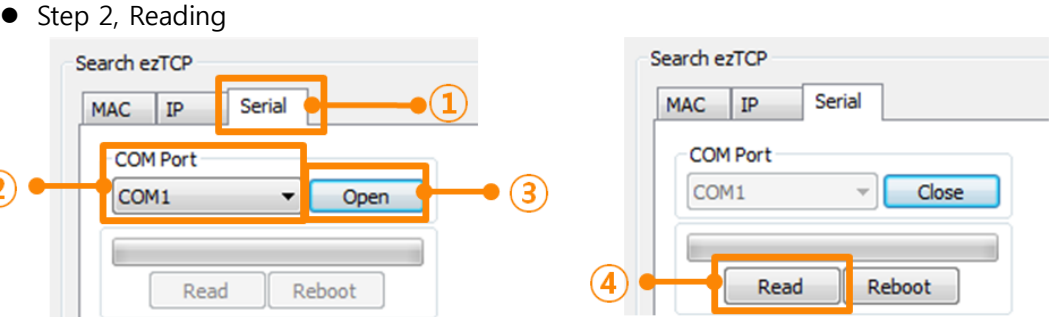 ● Step 2, Reading
Search ezTCP
MAC IP Serial
①
COM Port
②
COM1 Open
③
Read Reboot
Search ezTCP
MAC IP Serial
COM Port
COM1 Close
④
Read Reboot